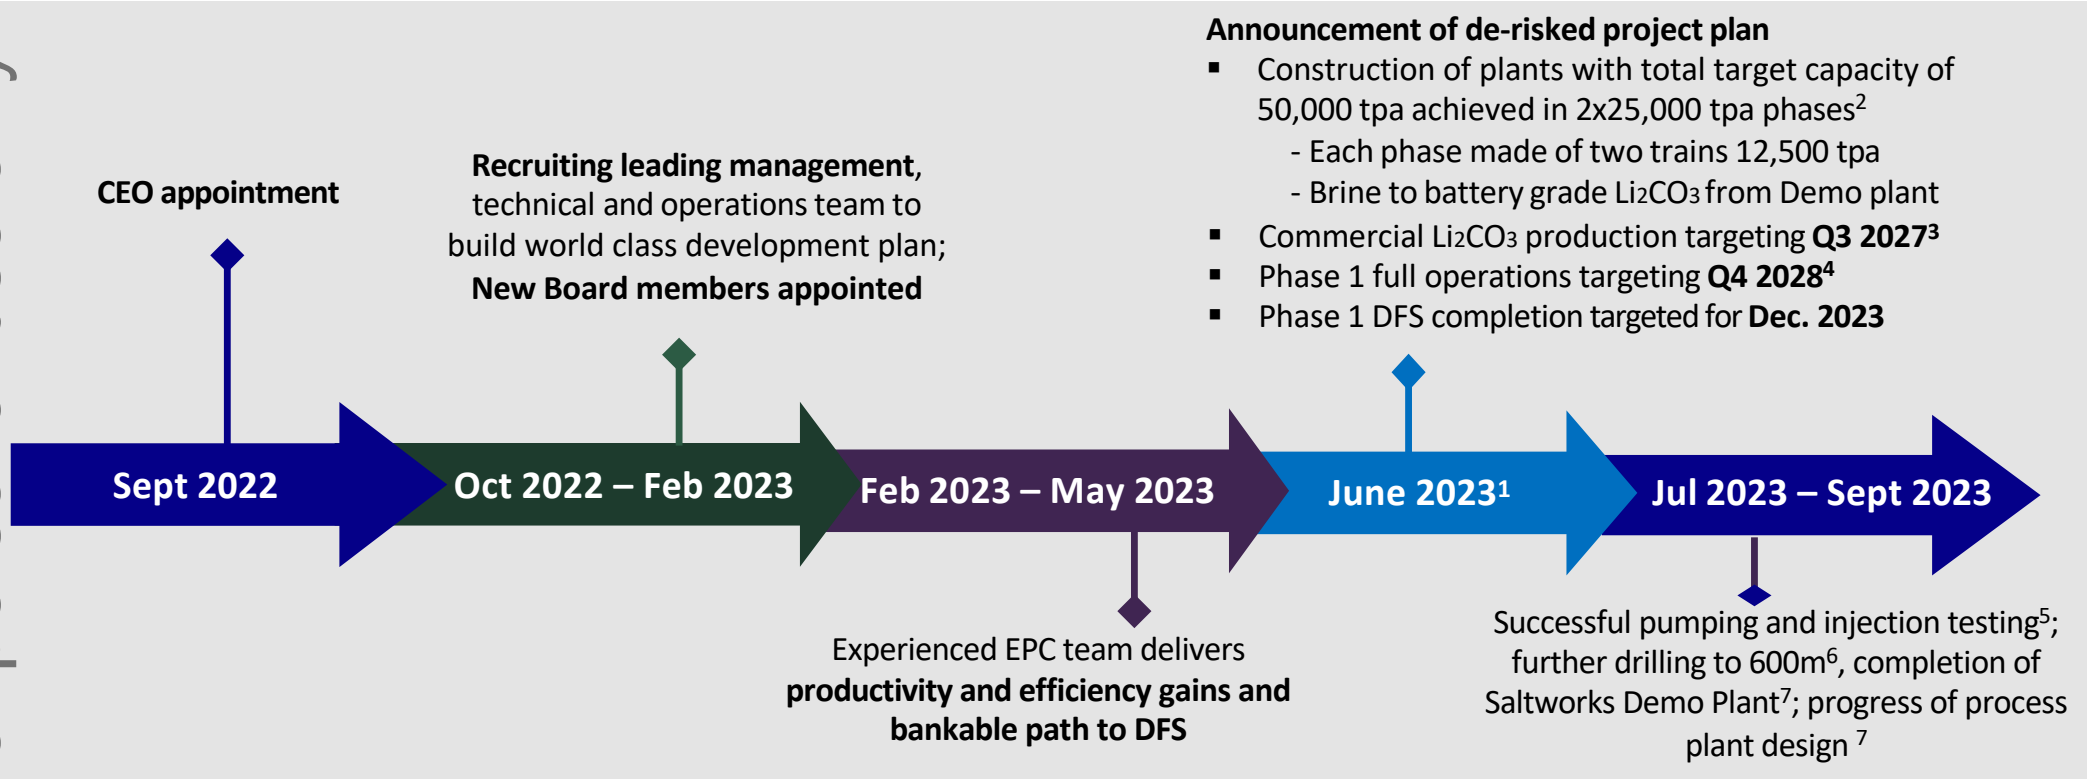 CEO appointment
Recruiting leading management,
technical and operations team to
build world class development plan;
New Board members appointed
Announcement of de-risked project plan
▪ Construction of plants with total target capacity of
50,000 tpa achieved in 2x25,000 tpa phases²
- Each phase made of two trains 12,500 tpa
- Brine to battery grade Li₂CO₃ from Demo plant
▪ Commercial Li₂CO₃ production targeting Q3 2027³
▪ Phase 1 full operations targeting Q4 2028⁴
▪ Phase 1 DFS completion targeted for Dec. 2023
Sept 2022
Oct 2022 – Feb 2023
Feb 2023 – May 2023
June 2023¹
Jul 2023 – Sept 2023
Experienced EPC team delivers
productivity and efficiency gains and
bankable path to DFS
Successful pumping and injection testing⁵;
further drilling to 600m⁶, completion of
Saltworks Demo Plant⁷; progress of process
plant design ⁷